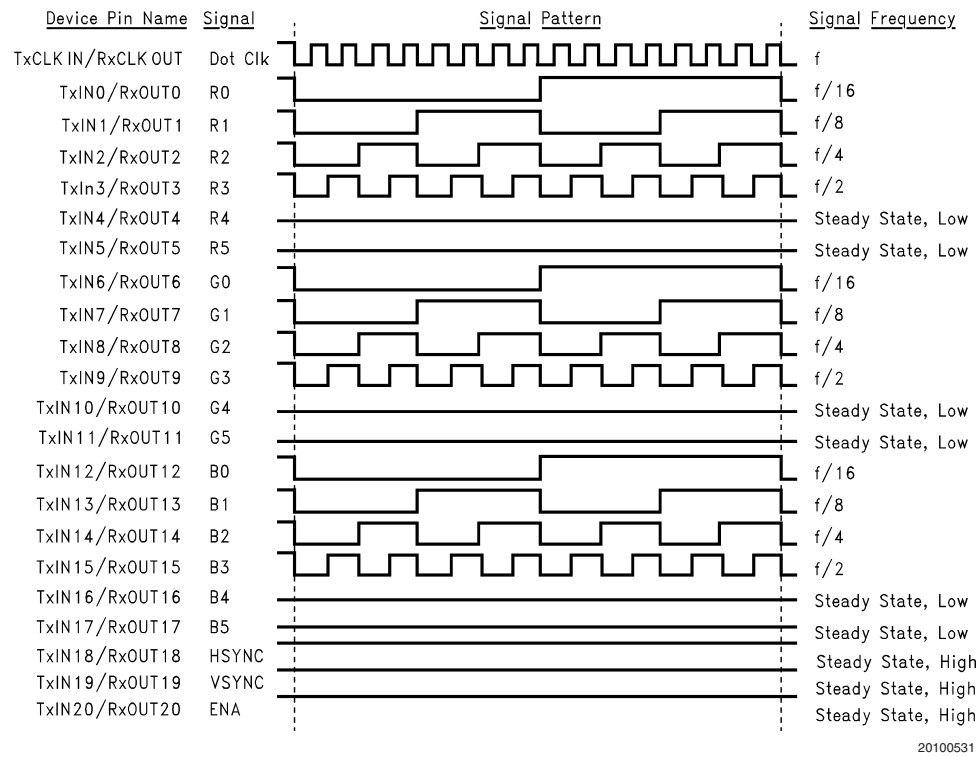 Device Pin Name Signal Signal Pattern Signal Frequency
TxCLK IN/RxCLK OUT Dot Clk f
TxIN0/RxOUT0 R0 f/16
TxIN1/RxOUT1 R1 f/8
TxIN2/RxOUT2 R2 f/4
TxIn3/RxOUT3 R3 f/2
TxIN4/RxOUT4 R4 Steady State, Low
TxIN5/RxOUT5 R5 Steady State, Low
TxIN6/RxOUT6 G0 f/16
TxIN7/RxOUT7 G1 f/8
TxIN8/RxOUT8 G2 f/4
TxIN9/RxOUT9 G3 f/2
TxIN10/RxOUT10 G4 Steady State, Low
TxIN11/RxOUT11 G5 Steady State, Low
TxIN12/RxOUT12 B0 f/16
TxIN13/RxOUT13 B1 f/8
TxIN14/RxOUT14 B2 f/4
TxIN15/RxOUT15 B3 f/2
TxIN16/RxOUT16 B4 Steady State, Low
TxIN17/RxOUT17 B5 Steady State, Low
TxIN18/RxOUT18 HSYNC Steady State, High
TxIN19/RxOUT19 VSYNC Steady State, High
TxIN20/RxOUT20 ENA Steady State, High
20100531